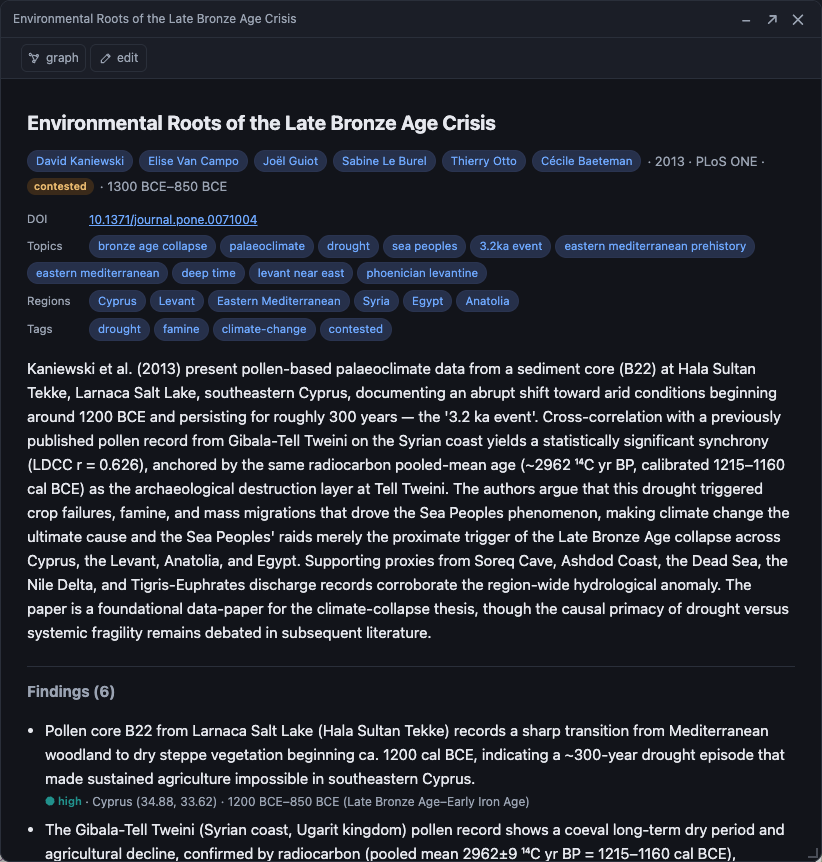 Environmental Roots of the Late Bronze Age Crisis
graph edit
Environmental Roots of the Late Bronze Age Crisis
David Kaniewski Elise Van Campo Joël Guiot Sabine Le Burel Thierry Otto Cécile Baeteman · 2013 · PLoS ONE ·
contested · 1300 BCE–850 BCE
DOI 10.1371/journal.pone.0071004
Topics bronze age collapse palaeoclimate drought sea peoples 3.2ka event eastern mediterranean prehistory
eastern mediterranean deep time levant near east phoenician levantine
Regions Cyprus Levant Eastern Mediterranean Syria Egypt Anatolia
Tags drought famine climate-change contested
Kaniewski et al. (2013) present pollen-based palaeoclimate data from a sediment core (B22) at Hala Sultan
Tekke, Larnaca Salt Lake, southeastern Cyprus, documenting an abrupt shift toward arid conditions beginning
around 1200 BCE and persisting for roughly 300 years — the '3.2 ka event'. Cross-correlation with a previously
published pollen record from Gibala-Tell Tweini on the Syrian coast yields a statistically significant synchrony
(LDCC r = 0.626), anchored by the same radiocarbon pooled-mean age (~2962 ¹⁴C yr BP, calibrated 1215–1160
cal BCE) as the archaeological destruction layer at Tell Tweini. The authors argue that this drought triggered
crop failures, famine, and mass migrations that drove the Sea Peoples phenomenon, making climate change the
ultimate cause and the Sea Peoples' raids merely the proximate trigger of the Late Bronze Age collapse across
Cyprus, the Levant, Anatolia, and Egypt. Supporting proxies from Soreq Cave, Ashdod Coast, the Dead Sea, the
Nile Delta, and Tigris-Euphrates discharge records corroborate the region-wide hydrological anomaly. The
paper is a foundational data-paper for the climate-collapse thesis, though the causal primacy of drought versus
systemic fragility remains debated in subsequent literature.
Findings (6)
• Pollen core B22 from Larnaca Salt Lake (Hala Sultan Tekke) records a sharp transition from Mediterranean
woodland to dry steppe vegetation beginning ca. 1200 cal BCE, indicating a ~300-year drought episode that
made sustained agriculture impossible in southeastern Cyprus.
high · Cyprus (34.88, 33.62) · 1200 BCE–850 BCE (Late Bronze Age–Early Iron Age)
• The Gibala-Tell Tweini (Syrian coast, Ugarit kingdom) pollen record shows a coeval long-term dry period and
agricultural decline, confirmed by radiocarbon (pooled mean 2962±9 ¹⁴C yr BP = 1215–1160 cal BCE),